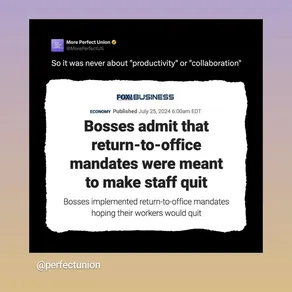 More Perfect Union
@MorePerfectUS
So it was never about "productivity" or "collaboration"
FOX BUSINESS
ECONOMY Published July 25, 2024 6:00am EDT
Bosses admit that
return-to-office
mandates were meant
to make staff quit
Bosses implemented return-to-office mandates
hoping their workers would quit
@perfectunion